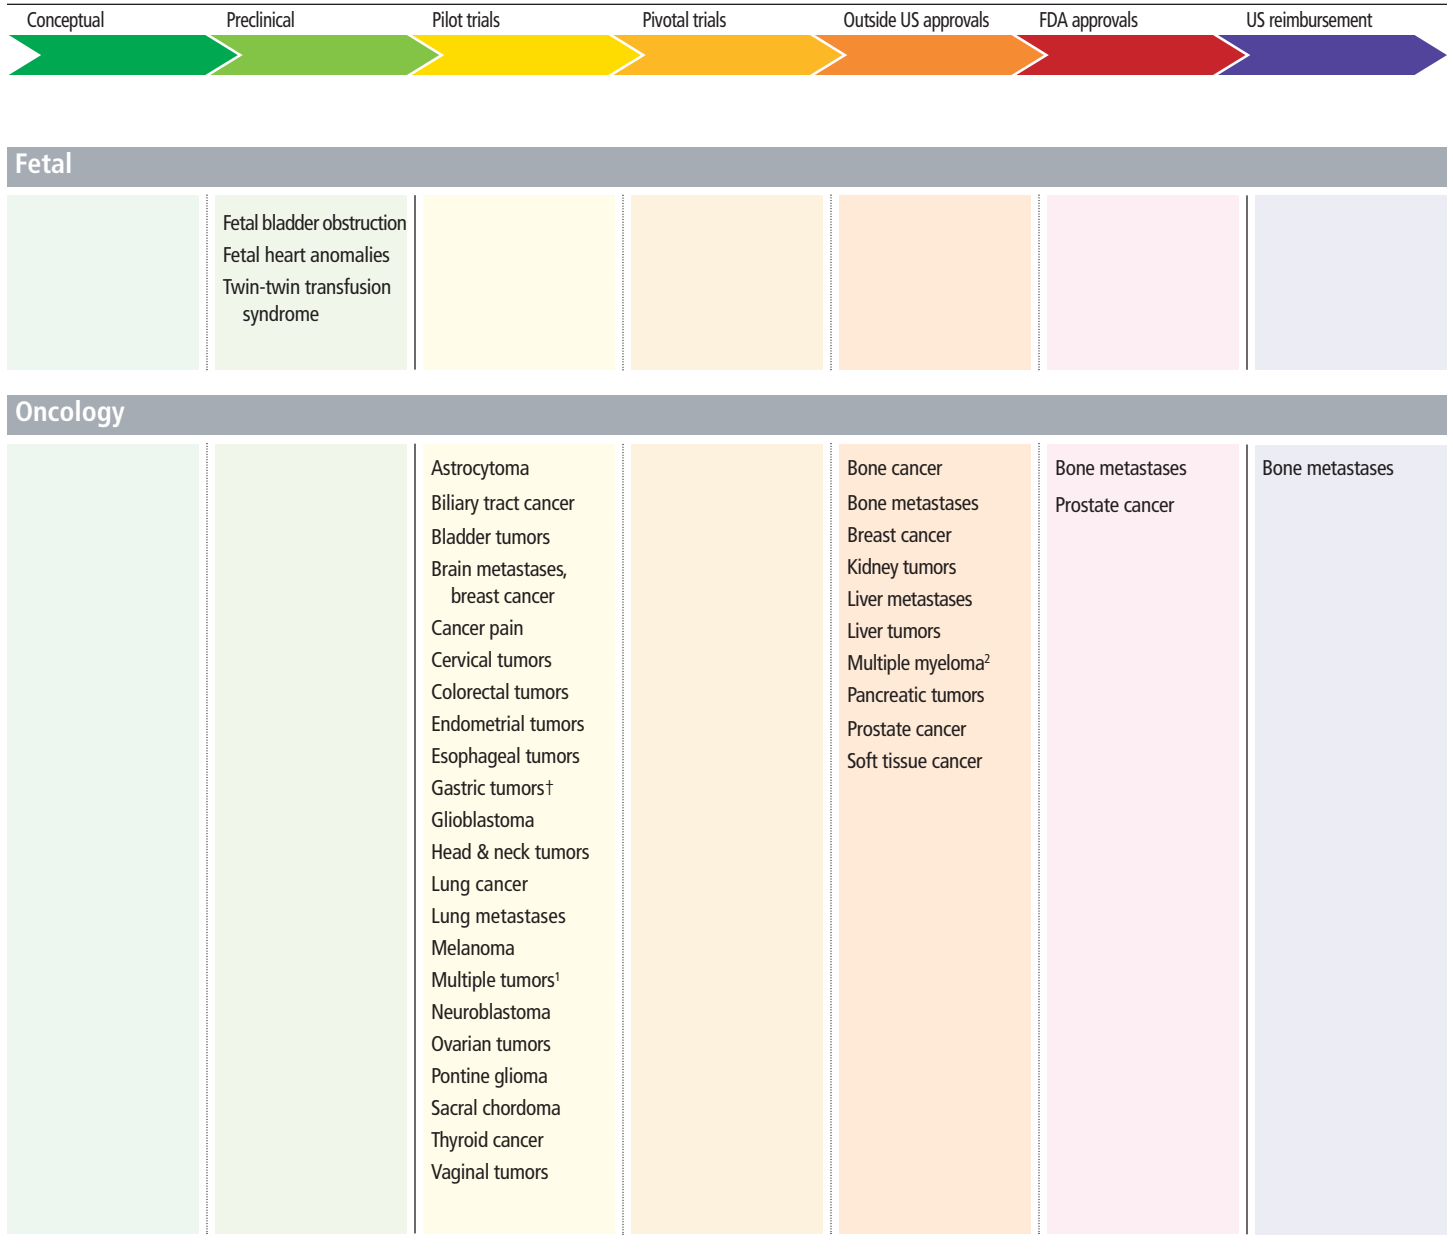 Conceptual
Preclinical
Pilot trials
Pivotal trials
Outside US approvals
FDA approvals
US reimbursement
Fetal
Fetal bladder obstruction
Fetal heart anomalies
Twin-twin transfusion
syndrome
Oncology
Astrocytoma
Biliary tract cancer
Bladder tumors
Brain metastases,
breast cancer
Cancer pain
Cervical tumors
Colorectal tumors
Endometrial tumors
Esophageal tumors
Gastric tumors†
Glioblastoma
Head & neck tumors
Lung cancer
Lung metastases
Melanoma
Multiple tumors¹
Neuroblastoma
Ovarian tumors
Pontine glioma
Sacral chordoma
Thyroid cancer
Vaginal tumors
Bone cancer
Bone metastases
Breast cancer
Kidney tumors
Liver metastases
Liver tumors
Multiple myeloma²
Pancreatic tumors
Prostate cancer
Soft tissue cancer
Bone metastases
Prostate cancer
Bone metastases